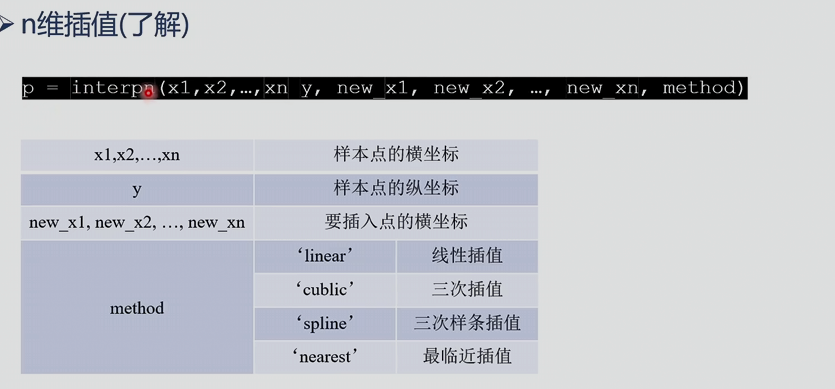 n维插值(了解)
p = interpn(x1,x2,…,xn y, new_x1, new_x2, …, new_xn, method)
x1,x2,…,xn 样本点的横坐标
y 样本点的纵坐标
new_x1, new_x2, …, new_xn 要插入点的横坐标
method
‘linear’ 线性插值
‘cublic’ 三次插值
‘spline’ 三次样条插值
‘nearest’ 最临近插值